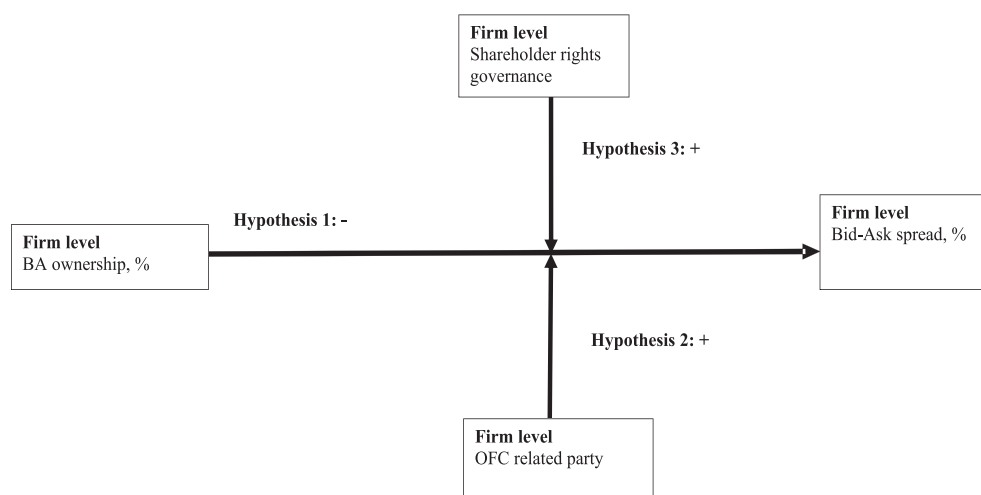 Firm level
Shareholder rights
governance
Hypothesis 3: +
Hypothesis 1: -
Firm level
BA ownership, %
Firm level
Bid-Ask spread, %
Hypothesis 2: +
Firm level
OFC related party